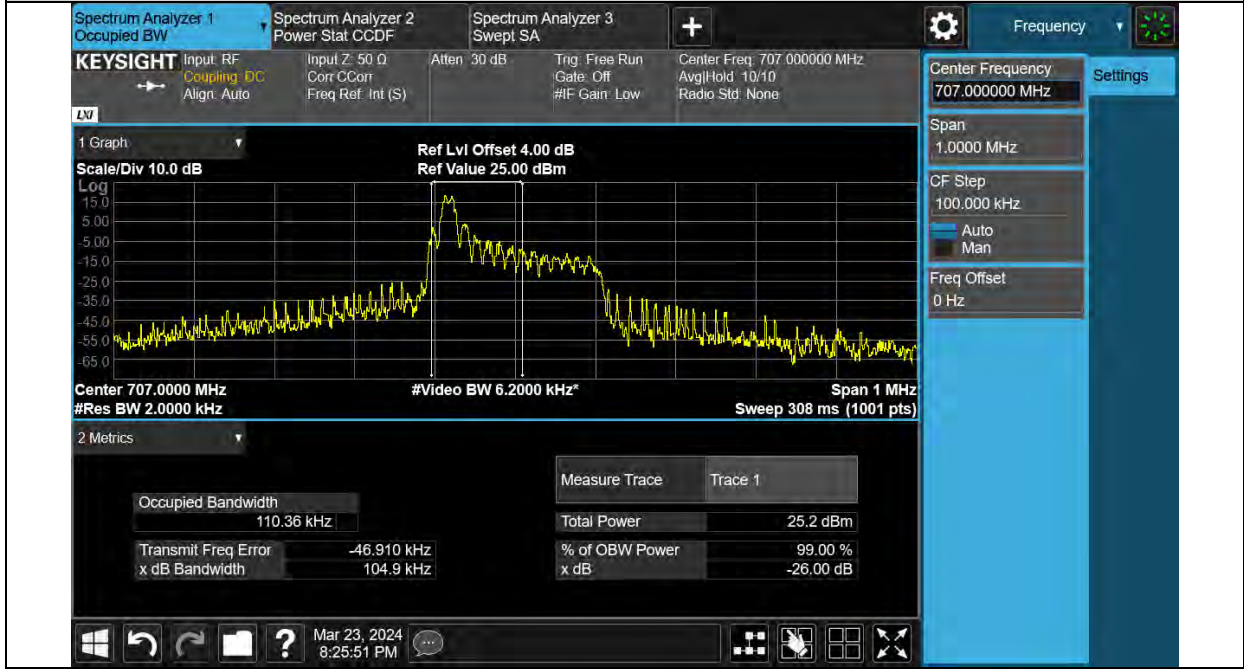 Spectrum Analyzer 1
Occupied BW
Spectrum Analyzer 2
Power Stat CCDF
Spectrum Analyzer 3
Swept SA
Frequency
KEYSIGHT
Input: RF
Coupling: DC
Align: Auto
Input Z: 50 Ω
Corr CCorr
Freq Ref: Int (S)
Atten: 30 dB
Trig: Free Run
Gate: Off
#IF Gain: Low
Center Freq: 707.000000 MHz
Avg|Hold: 10/10
Radio Std: None
LXI
Center Frequency
707.000000 MHz
Settings
Span
1.0000 MHz
CF Step
100.000 kHz
Auto
Man
Freq Offset
0 Hz
1 Graph
Scale/Div 10.0 dB
Ref Lvl Offset 4.00 dB
Ref Value 25.00 dBm
Log
15.0
5.00
-5.00
-15.0
-25.0
-35.0
-45.0
-55.0
-65.0
Center 707.0000 MHz
#Video BW 6.2000 kHz*
Span 1 MHz
#Res BW 2.0000 kHz
Sweep 308 ms (1001 pts)
2 Metrics
Measure Trace Trace 1
Occupied Bandwidth
110.36 kHz
Total Power 25.2 dBm
Transmit Freq Error -46.910 kHz
% of OBW Power 99.00 %
x dB Bandwidth 104.9 kHz
x dB -26.00 dB
Mar 23, 2024
8:25:51 PM